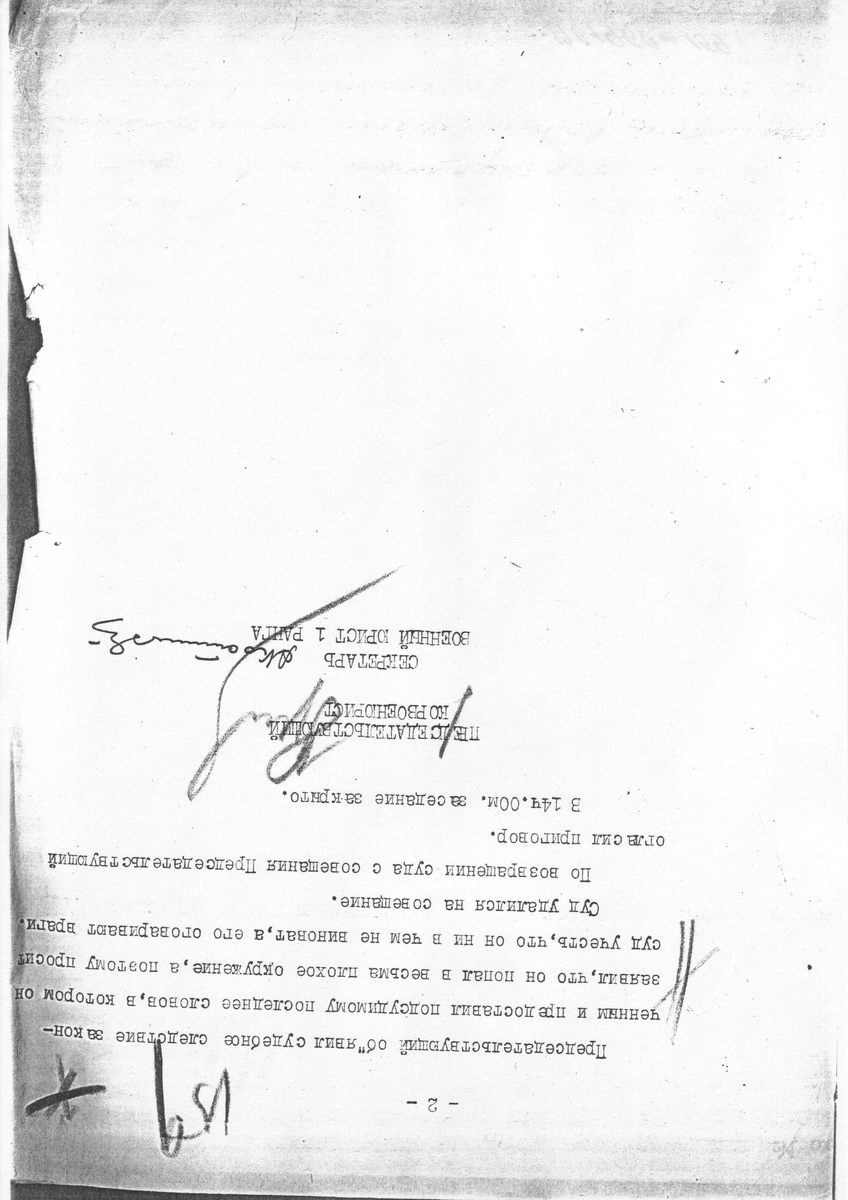 - 2 -
Председательствующий об"явил судебное следствие закон-
ченным и предоставил подсудимому последнее слово, в котором он
заявил, что он попал в весьма плохое окружение, а поэтому просит
суд учесть, что он ни в чем не виноват, а его оговаривают враги.
Суд удалился на совещание.
По возвращении суда с совещания Председательствующий
огласил приговор.
В 14ч.00м. заседание закрыто.
ПЕДСЕДАТЕЛЬСТВУЮЩИЙ
КОРВОЕНЮРИСТ
СЕКРЕТАРЬ
ВОЕННЫЙ ЮРИСТ 1 РАНГА